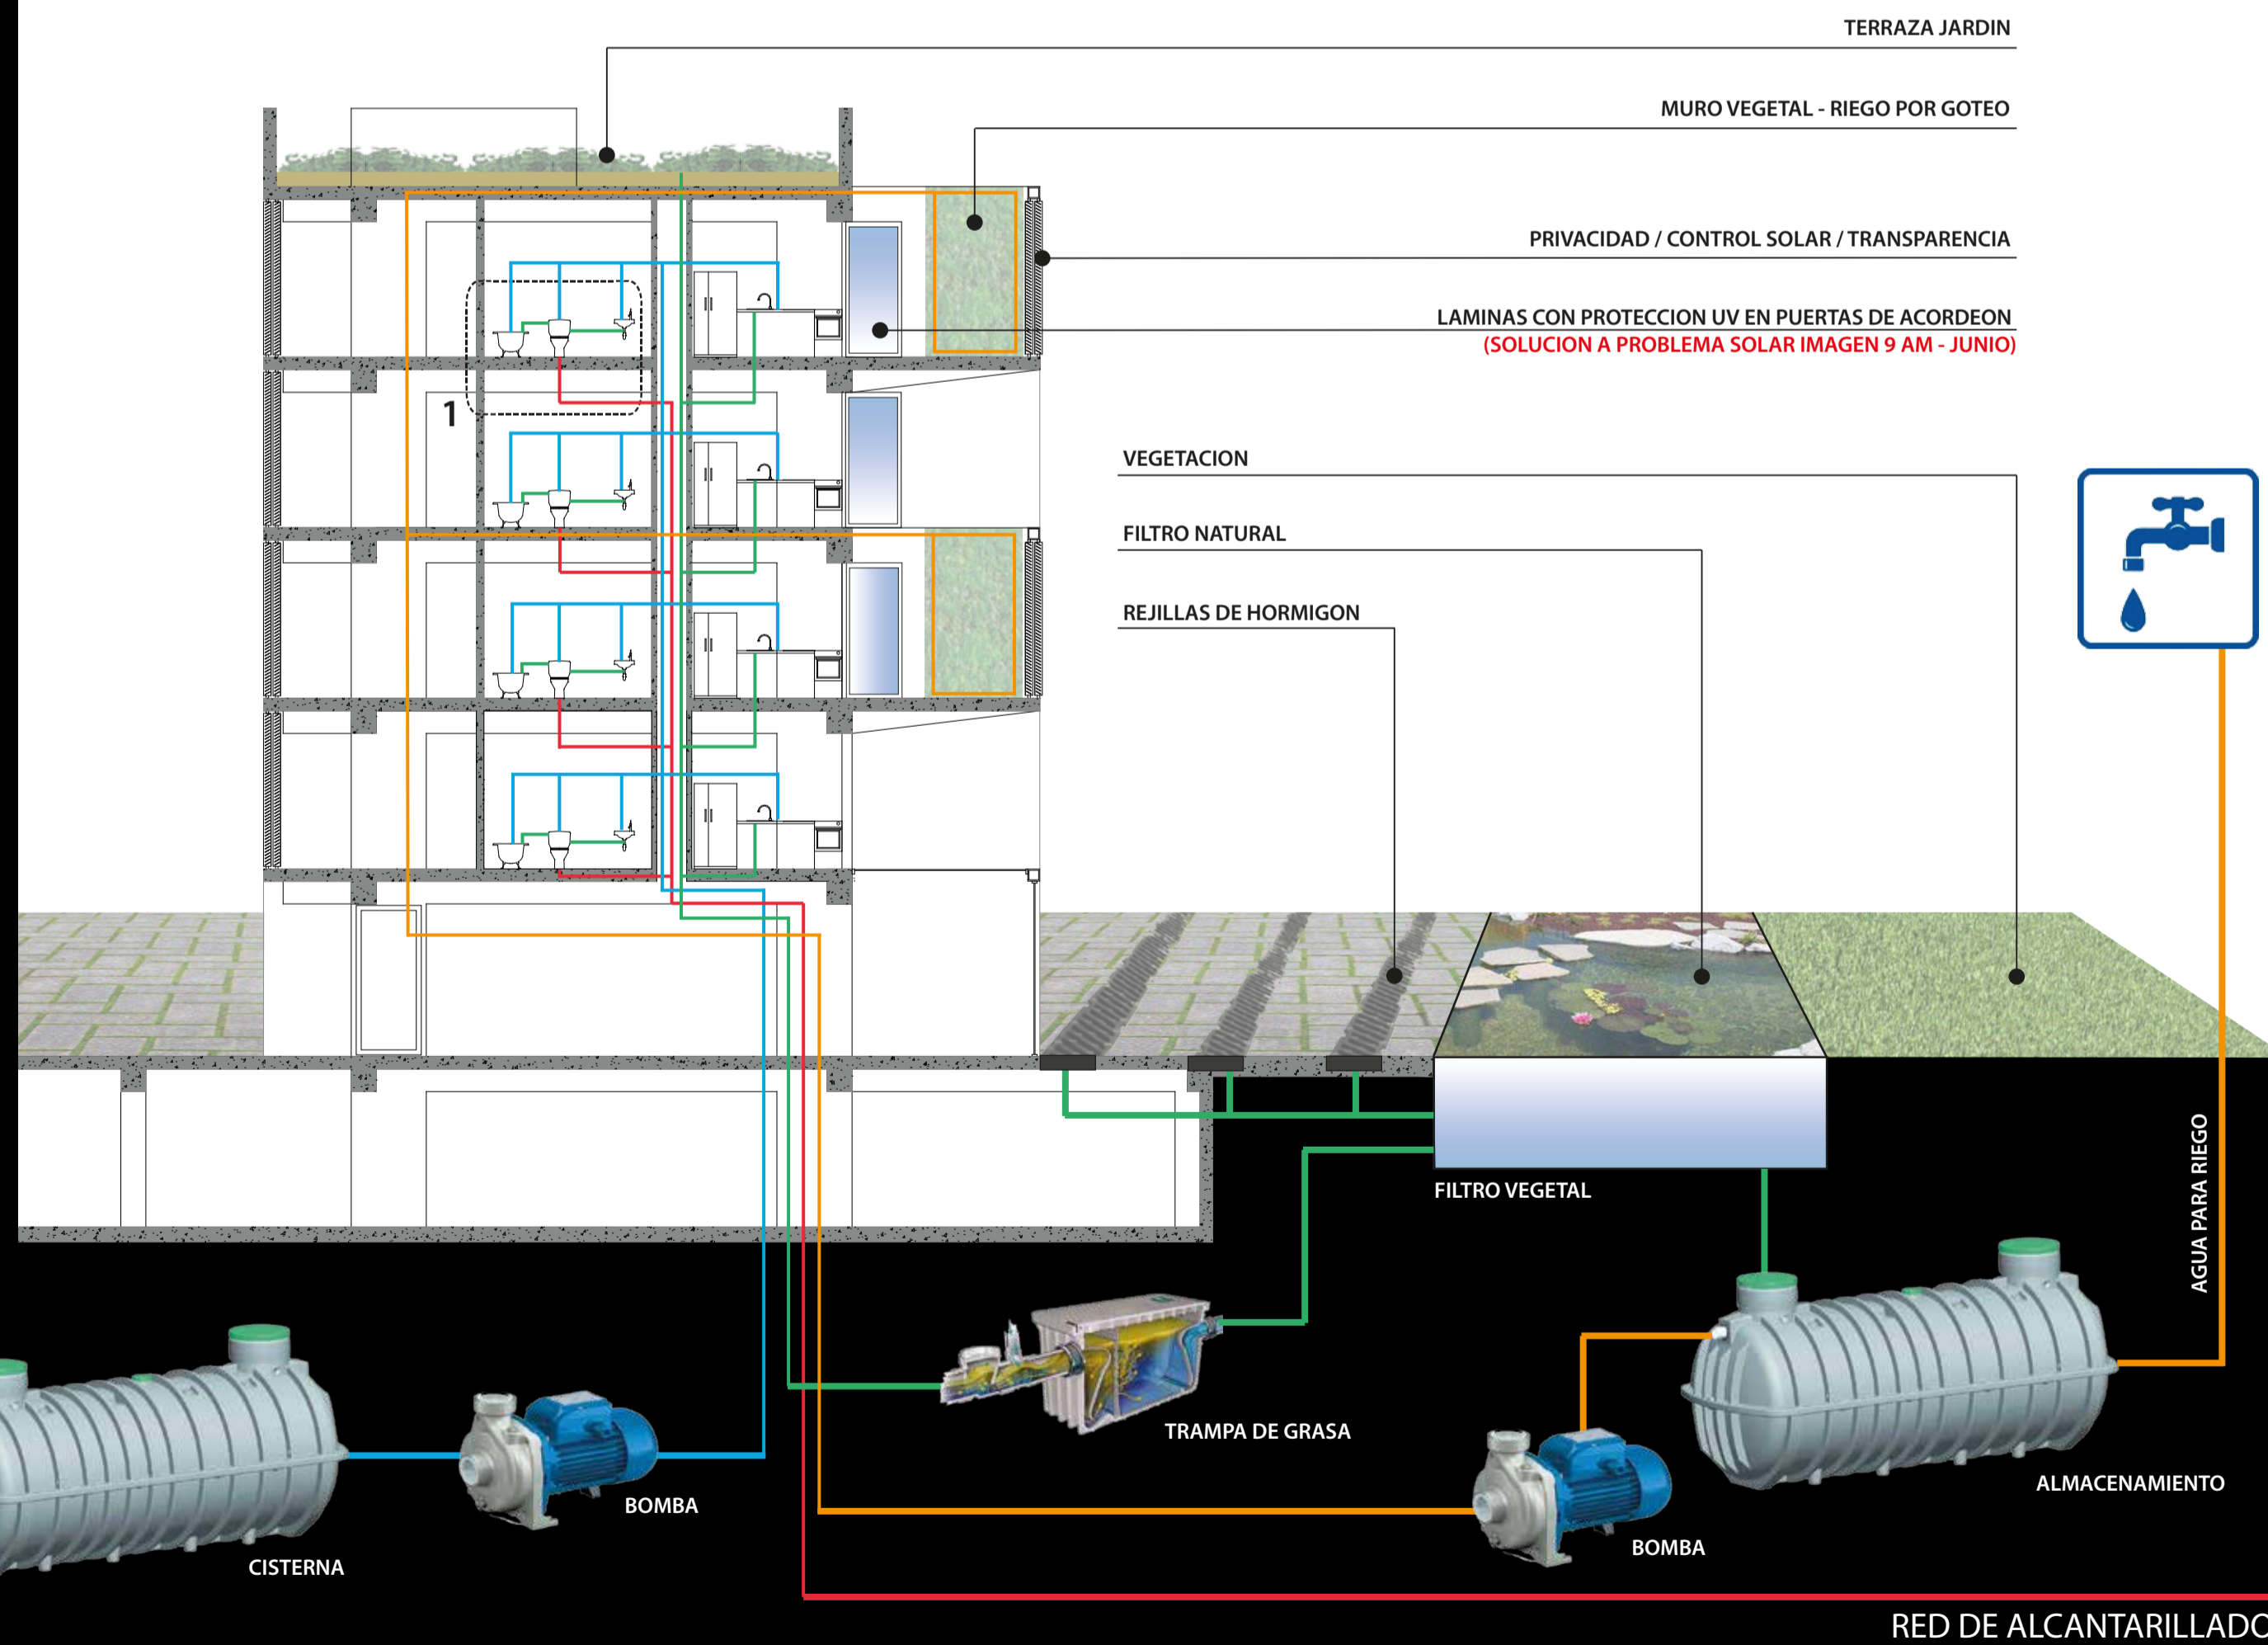 TERRAZA JARDIN
MURO VEGETAL - RIEGO POR GOTEO
PRIVACIDAD / CONTROL SOLAR / TRANSPARENCIA
LAMINAS CON PROTECCION UV EN PUERTAS DE ACORDEON
(SOLUCION A PROBLEMA SOLAR IMAGEN 9 AM - JUNIO)
1
VEGETACION
FILTRO NATURAL
REJILLAS DE HORMIGON
FILTRO VEGETAL
AGUA PARA RIEGO
TRAMPA DE GRASA
ALMACENAMIENTO
BOMBA
BOMBA
CISTERNA
RED DE ALCANTARILLADO